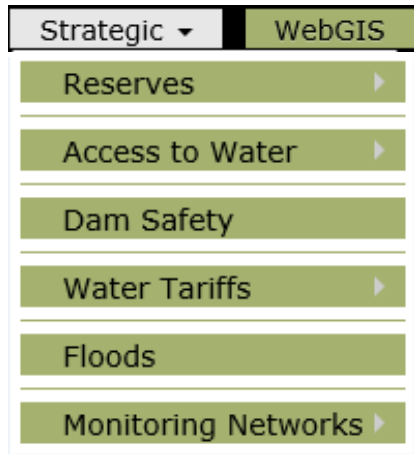 Strategic WebGIS
Reserves
Access to Water
Dam Safety
Water Tariffs
Floods
Monitoring Networks